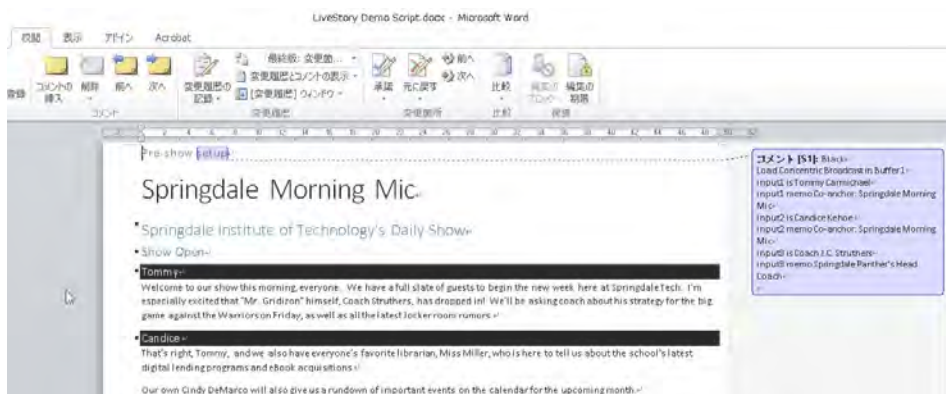 LiveStory Demo Script.docx - Microsoft Word
校閲 表示 アドイン Acrobat
コメントの挿入 削除 前へ 次へ
変更履歴の記録
最終版: 変更箇...
変更履歴とコメントの表示
[変更履歴] ウィンドウ
承諾 元に戻す 前へ 次へ
比較
編集の制限
コメント 変更履歴 変更箇所 比較 保護
Pre-show setup
Springdale Morning Mic
Springdale Institute of Technology's Daily Show
Show Open
Tommy
Welcome to our show this morning, everyone. We have a full slate of guests to begin the new week here at Springdale Tech. I'm
especially excited that "Mr. Gridiron" himself, Coach Struthers, has dropped in! We'll be asking coach about his strategy for the big
game against the Warriors on Friday, as well as all the latest locker room rumors
Candice
That's right, Tommy, and we also have everyone's favorite librarian, Miss Miller, who is here to tell us about the school's latest
digital lending programs and eBook acquisitions
Our own Cindy DeMarco will also give us a rundown of important events on the calendar for the upcoming month.
コメント [S1]: Black
Load Concentric Broadcast in Buffer1
Input1 is Tommy Carmichael
Input1 memo Co-anchor: Springdale Morning
Mic
Input2 is Candice Kehoe
Input2 memo Co-anchor: Springdale Morning
Mic
Input3 is Coach J.C. Struthers
Input3 memo Springdale Panther's Head
Coach